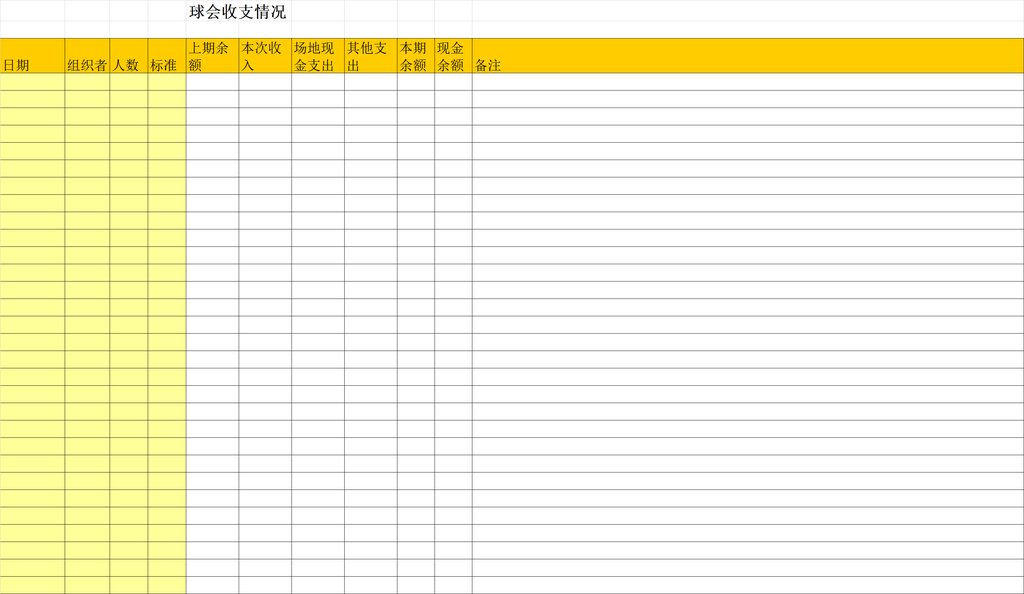 球会收支情况
日期 组织者 人数 标准 上期余额 本次收入 场地现金支出 其他支出 本期余额 现金余额 备注